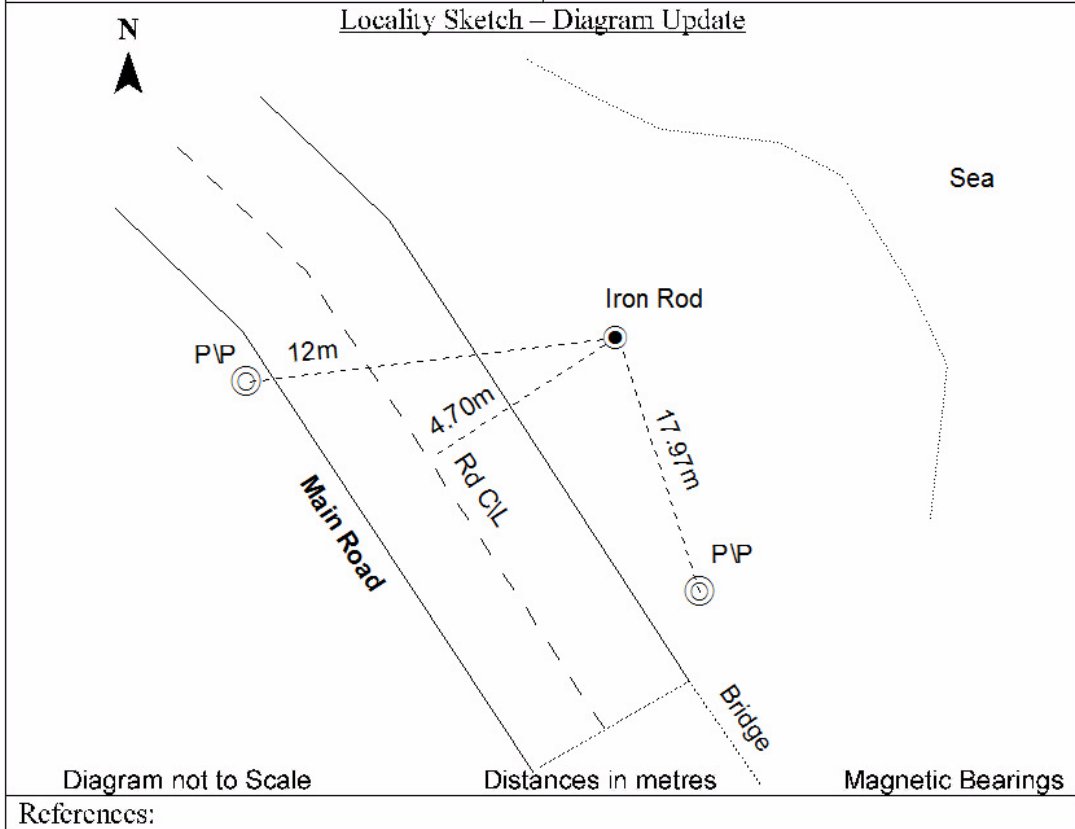 Locality Sketch – Diagram Update
N
Sea
Iron Rod
P\P
12m
4.70m
17.97m
Rd C\L
Main Road
P\P
Bridge
Diagram not to Scale
Distances in metres
Magnetic Bearings
References: